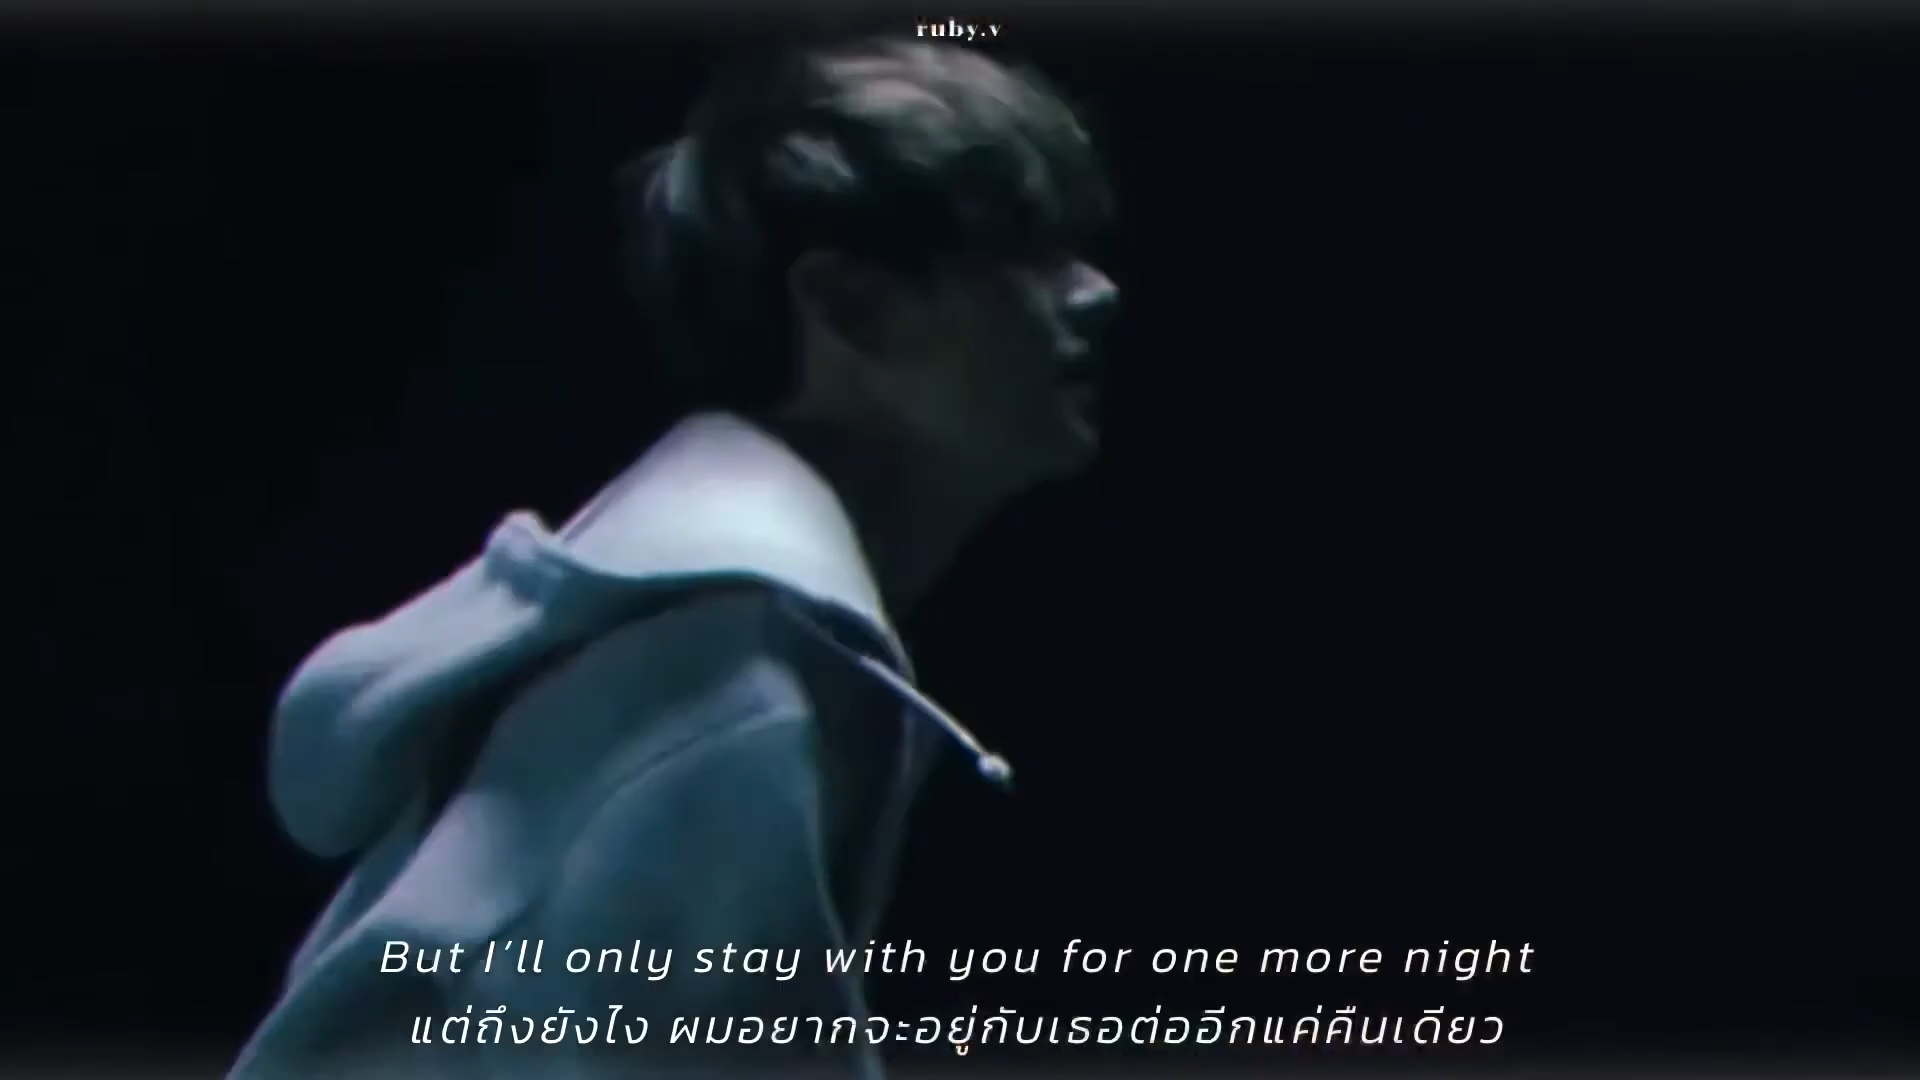 ruby.v
But I'll only stay with you for one more night
แต่ถึงยังไง ผมอยากจะอยู่กับเธอต่ออีกแค่คืนเดียว